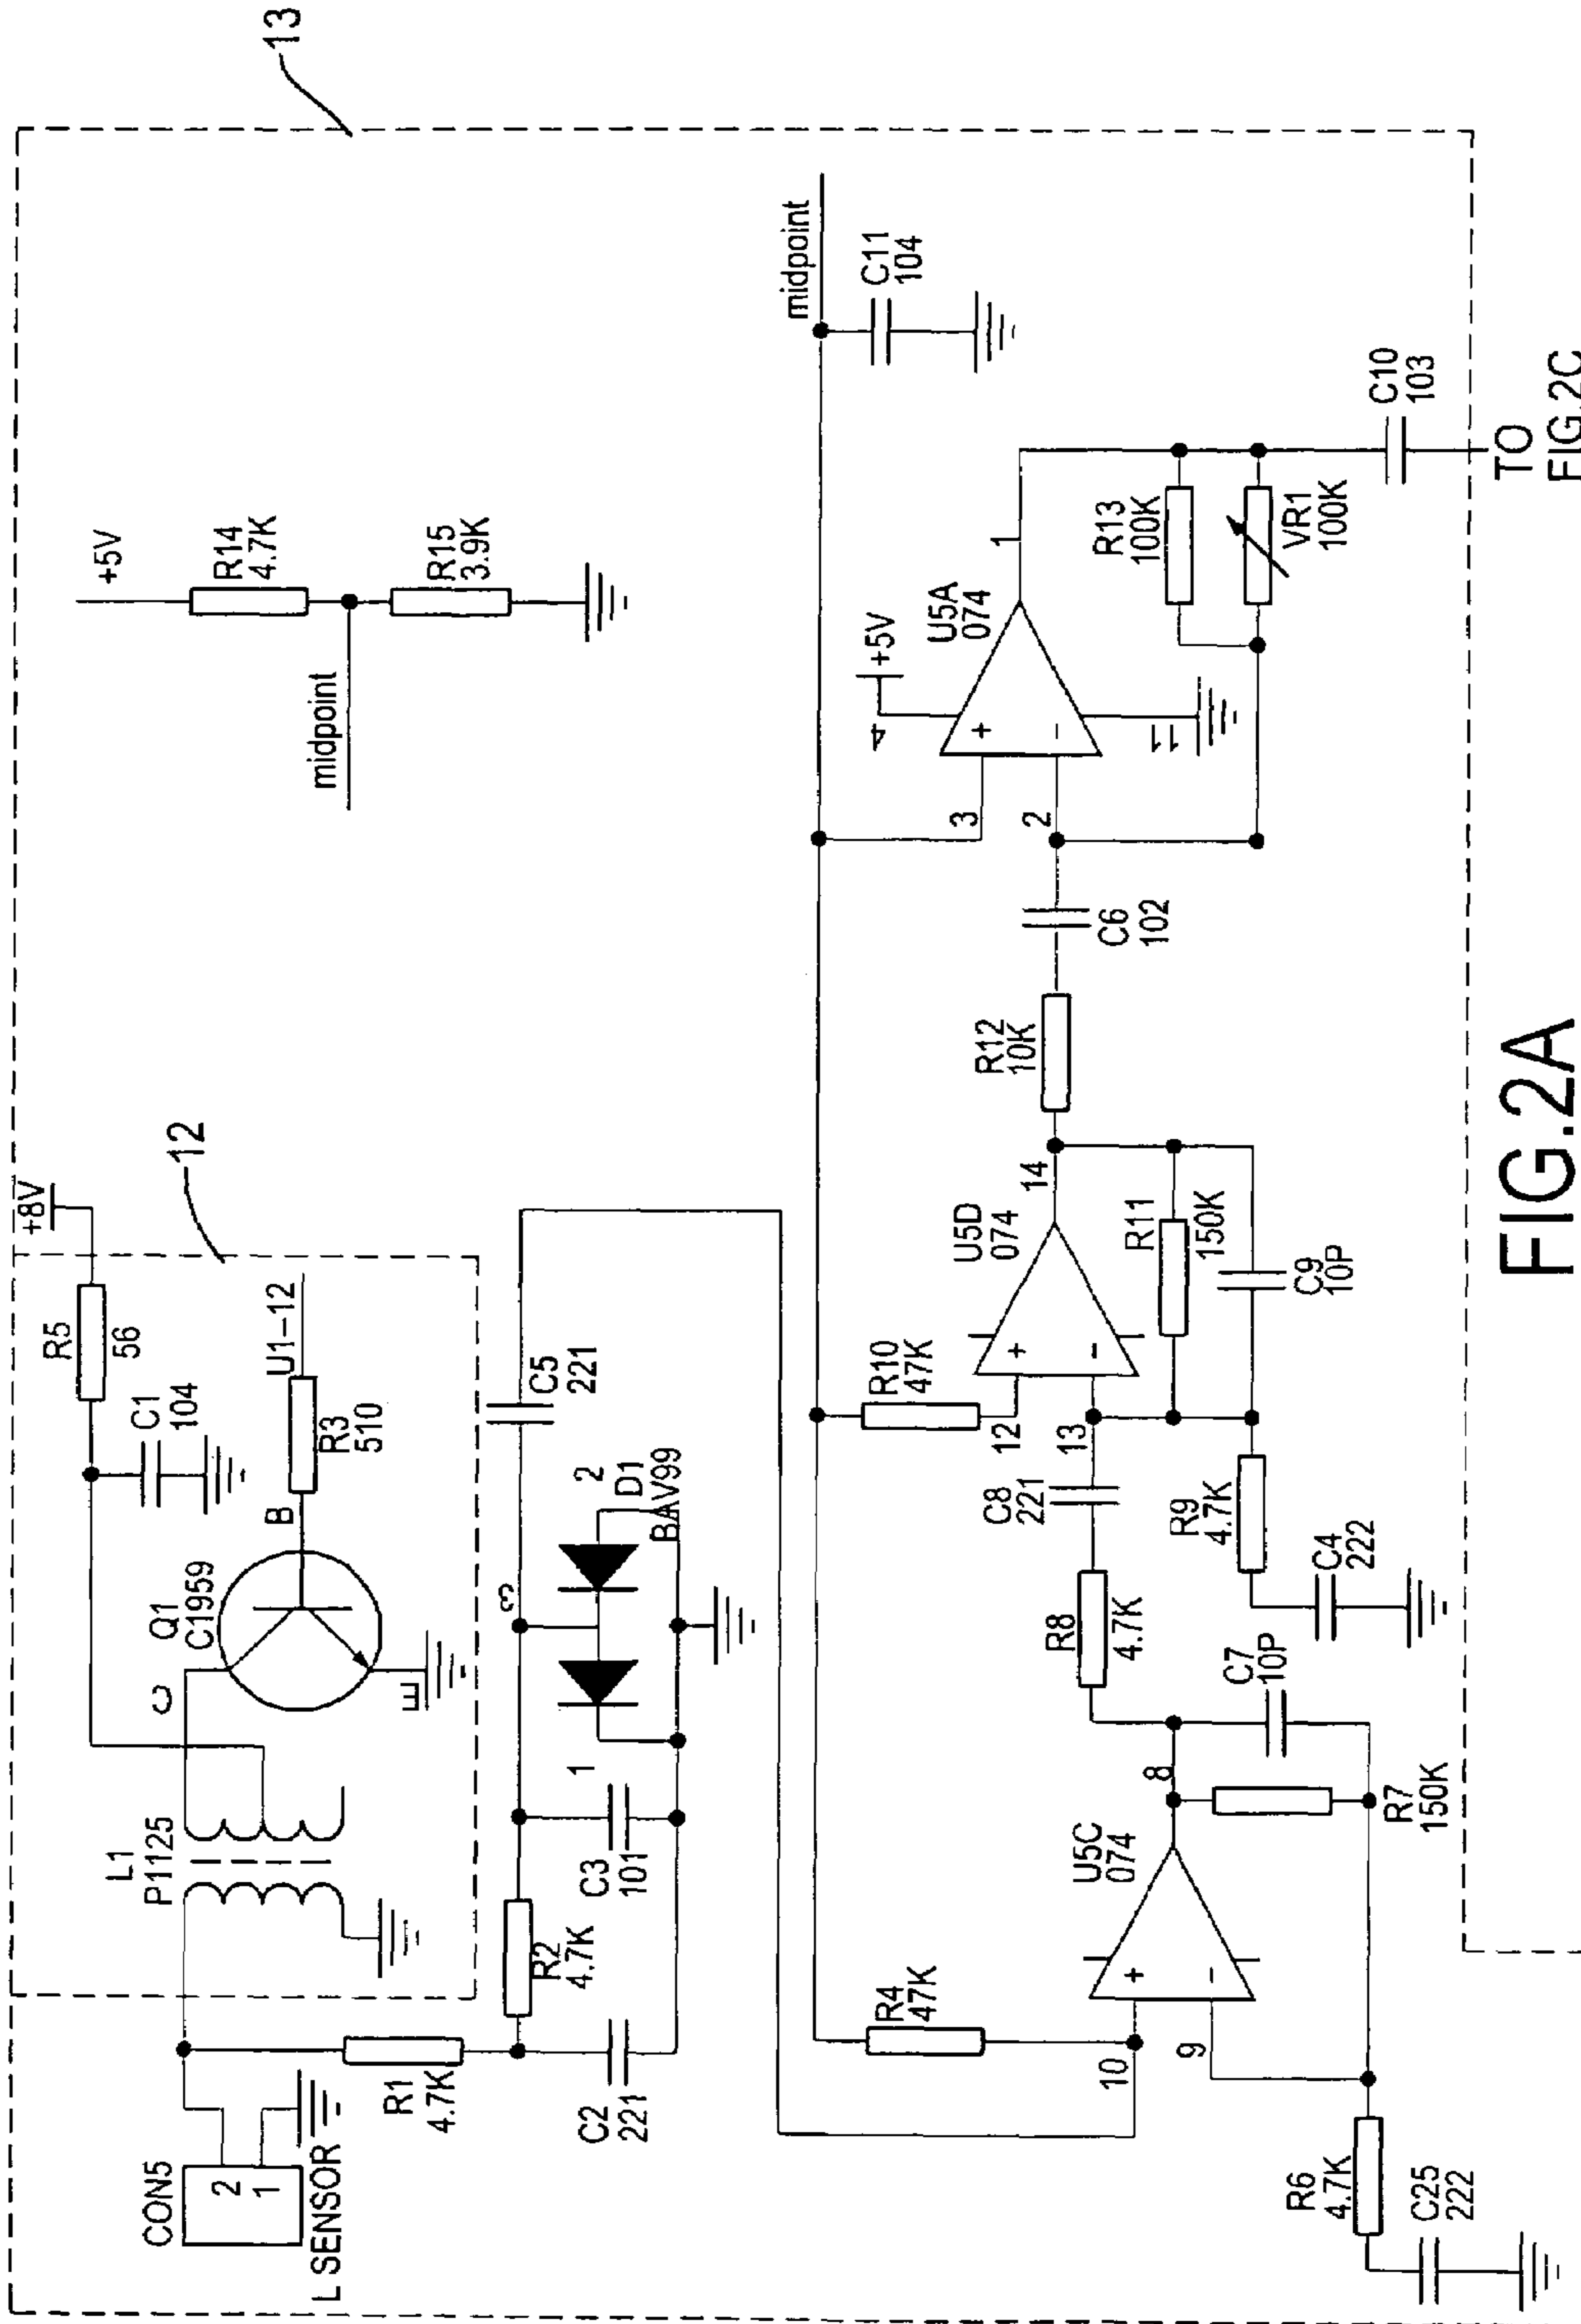 13
12
+8V
R5
56
C1
104
U1-12
R3
510
B
Q1
C1959
C
E
L1
P1125
CON5
2
1
L SENSOR
R1
4.7K
R2
4.7K
C2
221
C3
101
1
3
2
D1
BAV99
C5
221
+5V
R14
4.7K
midpoint
R15
3.9K
midpoint
C11
104
R4
47K
10
9
+
-
U5C
074
8
R7
150K
C7
10P
R6
4.7K
C25
222
R8
4.7K
C8
221
R9
4.7K
C4
222
R10
47K
12
13
+
-
U5D
074
14
R11
150K
C9
10P
R12
10K
C6
102
3
2
+
-
4
+5V
11
U5A
074
1
R13
100K
VR1
100K
C10
103
TO
FIG.2C
FIG.2A